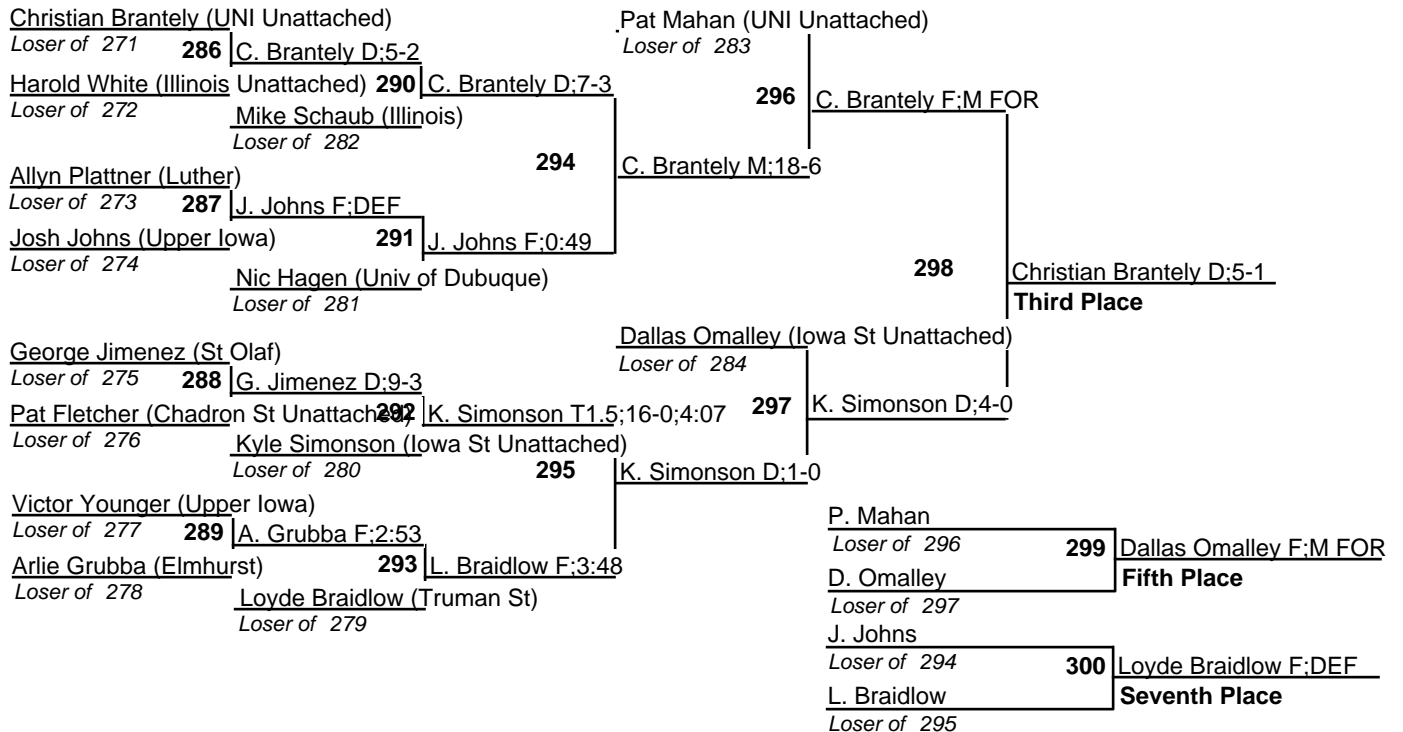 Christian Brantely (UNI Unattached)
Loser of 271
286
C. Brantely D;5-2
Harold White (Illinois Unattached)
Loser of 272
290
C. Brantely D;7-3
Mike Schaub (Illinois)
Loser of 282
294
Allyn Plattner (Luther)
Loser of 273
287
J. Johns F;DEF
Josh Johns (Upper Iowa)
Loser of 274
291
J. Johns F;0:49
Nic Hagen (Univ of Dubuque)
Loser of 281
Pat Mahan (UNI Unattached)
Loser of 283
296
C. Brantely F;M FOR
C. Brantely M;18-6
298
Christian Brantely D;5-1
Third Place
George Jimenez (St Olaf)
Loser of 275
288
G. Jimenez D;9-3
Pat Fletcher (Chadron St Unattached)
Loser of 276
292
K. Simonson T1.5;16-0;4:07
Kyle Simonson (Iowa St Unattached)
Loser of 280
295
Victor Younger (Upper Iowa)
Loser of 277
289
A. Grubba F;2:53
Arlie Grubba (Elmhurst)
Loser of 278
293
L. Braidlow F;3:48
Loyde Braidlow (Truman St)
Loser of 279
Dallas Omalley (Iowa St Unattached)
Loser of 284
297
K. Simonson D;4-0
K. Simonson D;1-0
P. Mahan
Loser of 296
299
Dallas Omalley F;M FOR
D. Omalley
Fifth Place
Loser of 297
J. Johns
Loser of 294
300
Loyde Braidlow F;DEF
L. Braidlow
Seventh Place
Loser of 295